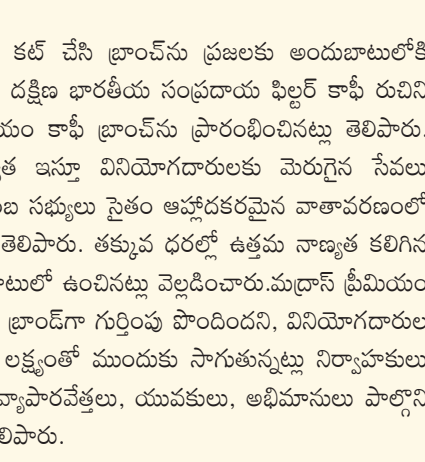 కట్ చేసి బ్రాంచ్‌ను ప్రజలకు అందుబాటులోకి
దక్షిణ భారతీయ సంప్రదాయ ఫిల్టర్ కాఫీ రుచిని
యం కాఫీ బ్రాంచ్‌ను ప్రారంభించినట్లు తెలిపారు.
త ఇస్తూ వినియోగదారులకు మెరుగైన సేవలు
బ సభ్యులు సైతం ఆహ్లాదకరమైన వాతావరణంలో
తెలిపారు. తక్కువ ధరల్లో ఉత్తమ నాణ్యత కలిగిన
టులో ఉంచినట్లు వెల్లడించారు.మద్రాస్ ప్రీమియం
బ్రాండ్‌గా గుర్తింపు పొందిందని, వినియోగదారుల
లక్ష్యంతో ముందుకు సాగుతున్నట్లు నిర్వాహకులు
వ్యాపారవేత్తలు, యువకులు, అభిమానులు పాల్గొని
లిపారు.